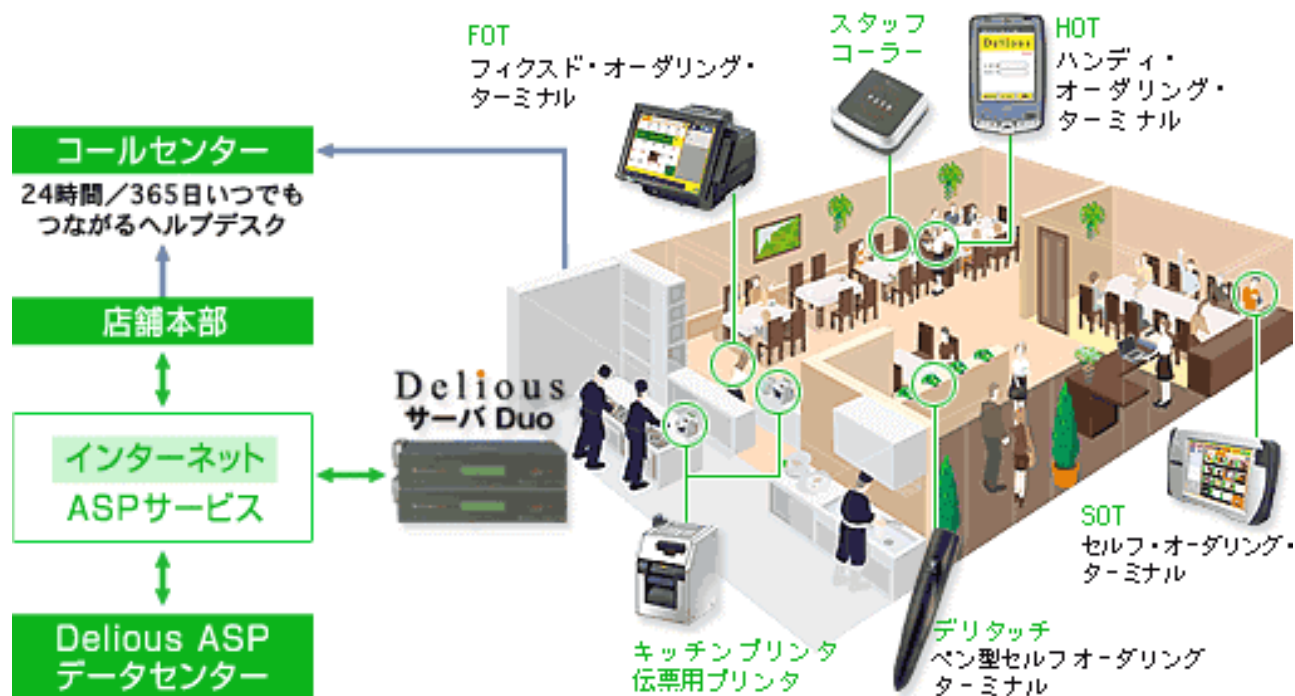 FOT
フィクスド・オーダリング・
ターミナル
スタッフ
コーラー
HOT
ハンディ・
オーダリング・
ターミナル
Delious
コールセンター
24時間／365日いつでも
つながるヘルプデスク
店舗本部
インターネット
ASPサービス
Delious ASP
データセンター
Delious
サーバ Duo
キッチンプリンタ
伝票用プリンタ
デリタッチ
ペン型セルフオーダリング
ターミナル
SOT
セルフ・オーダリング・
ターミナル